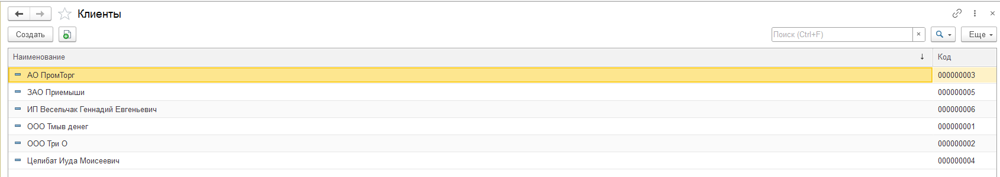 Клиенты
Создать
Поиск (Ctrl+F)
Еще
Наименование Код
АО ПромТорг 000000003
ЗАО Приемыши 000000005
ИП Весельчак Геннадий Евгеньевич 000000006
ООО Тмыв денег 000000001
ООО Три О 000000002
Целибат Иуда Моисеевич 000000004